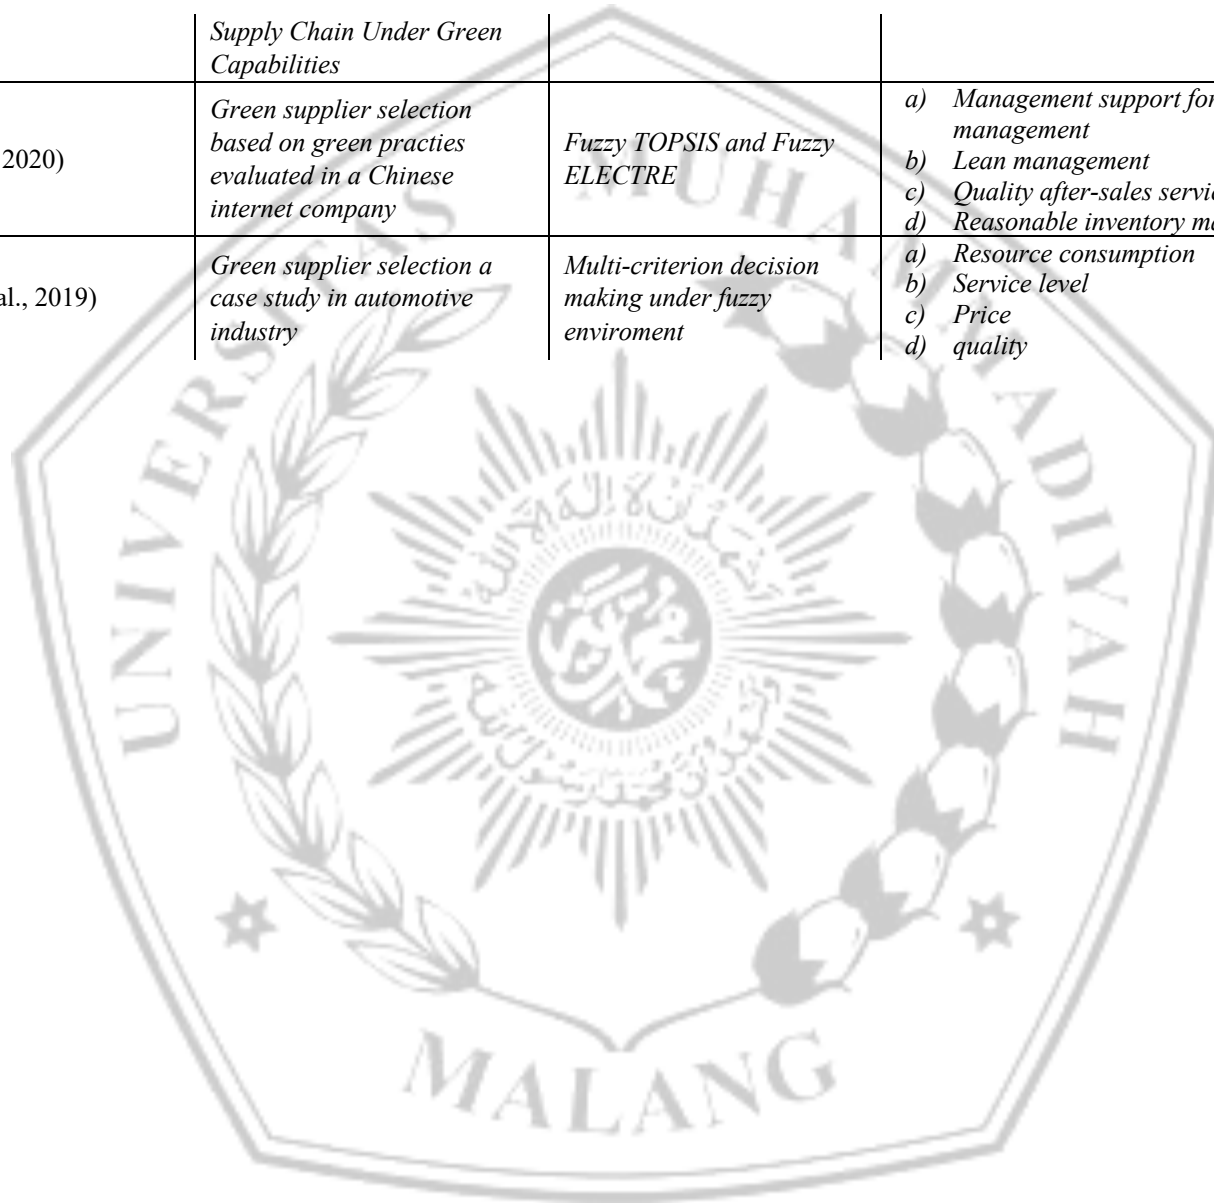 Supply Chain Under Green
Capabilities
2020)
Green supplier selection
based on green practies
evaluated in a Chinese
internet company
Fuzzy TOPSIS and Fuzzy
ELECTRE
a) Management support for
management
b) Lean management
c) Quality after-sales servic
d) Reasonable inventory ma
al., 2019)
Green supplier selection a
case study in automotive
industry
Multi-criterion decision
making under fuzzy
enviroment
a) Resource consumption
b) Service level
c) Price
d) quality
UNIVERSITAS MUHAMMADIYAH
MALANG